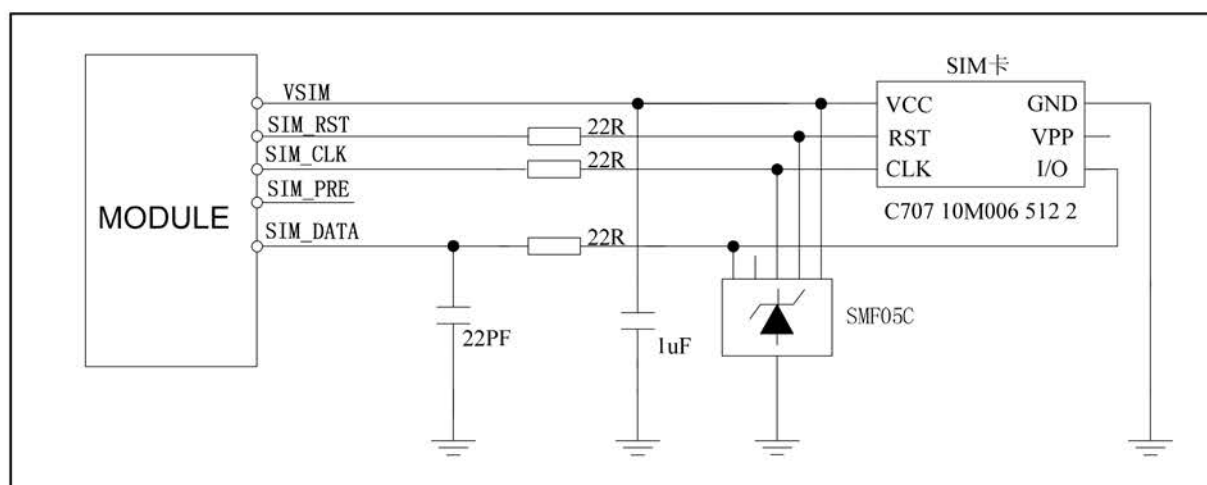 SIM卡
VSIM
VCC GND
SIM_RST
22R
RST VPP
SIM_CLK
22R
CLK I/O
SIM_PRE
C707 10M006 512 2
MODULE
SIM_DATA
22R
SMF05C
22PF
1uF